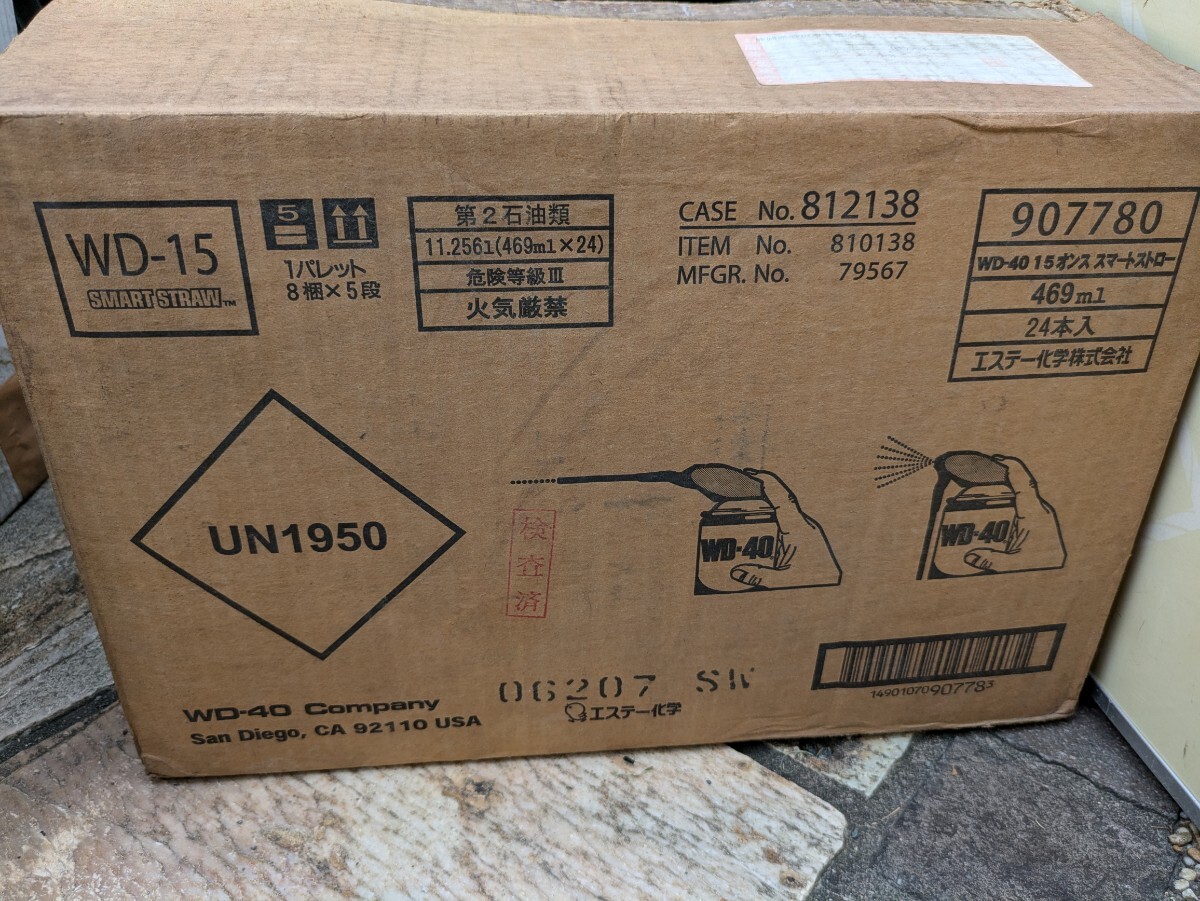 WD-15
SMART STRAW™
5
1パレット
8梱×5段
第2石油類
11.256l(469ml×24)
危険等級Ⅲ
火気厳禁
CASE No. 812138
ITEM No. 810138
MFGR. No. 79567
907780
WD-40 15オンス スマートストロー
469ml
24本入
エステー化学株式会社
UN1950
検査済
WD-40
WD-40
14901070907783
06207 SW
エステー化学
WD-40 Company
San Diego, CA 92110 USA